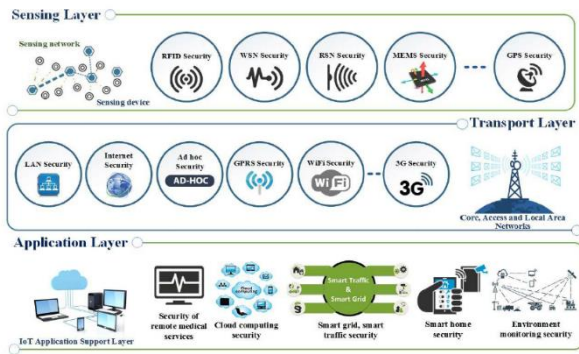 Sensing Layer
Sensing network
Sensing device
RFID Security
WSN Security
RSN Security
MEMS Security
GPS Security
Transport Layer
LAN Security
Internet
Security
Ad hoc
Security
AD-HOC
GPRS Security
WiFi Security
WiFi
3G Security
3G
Core, Access and Local Area
Networks
Application Layer
IoT Application Support Layer
Security of
remote medical
services
Cloud computing
security
Smart Traffic
&
Smart Grid
Smart grid, smart
traffic security
Smart home
security
Environment
monitoring security